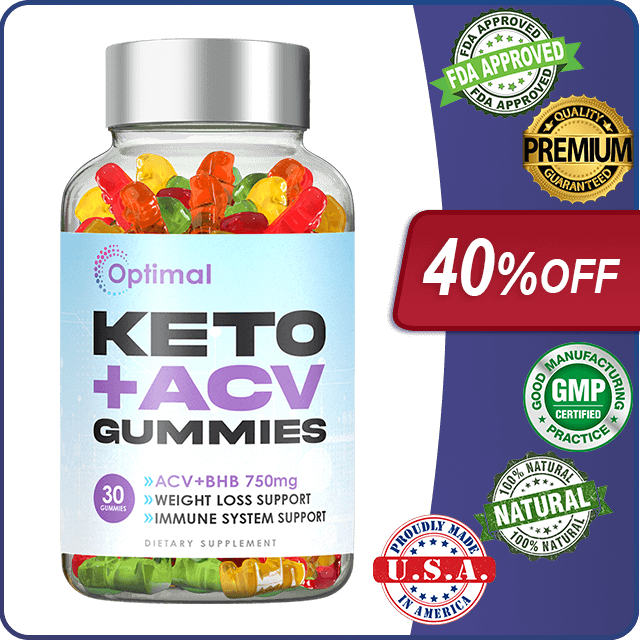 Optimal
KETO
+ACV
GUMMIES
30
GUMMIES
»ACV+BHB 750mg
»WEIGHT LOSS SUPPORT
»IMMUNE SYSTEM SUPPORT
DIETARY SUPPLEMENT
FDA APPROVED
FDA APPROVED
FDA APPROVED
QUALITY
PREMIUM
GUARANTEED
40%OFF
GOOD MANUFACTURING
GMP
CERTIFIED
PRACTICE
100% NATURAL
NATURAL
100% NATURAL
PROUDLY MADE
U.S.A.
IN AMERICA